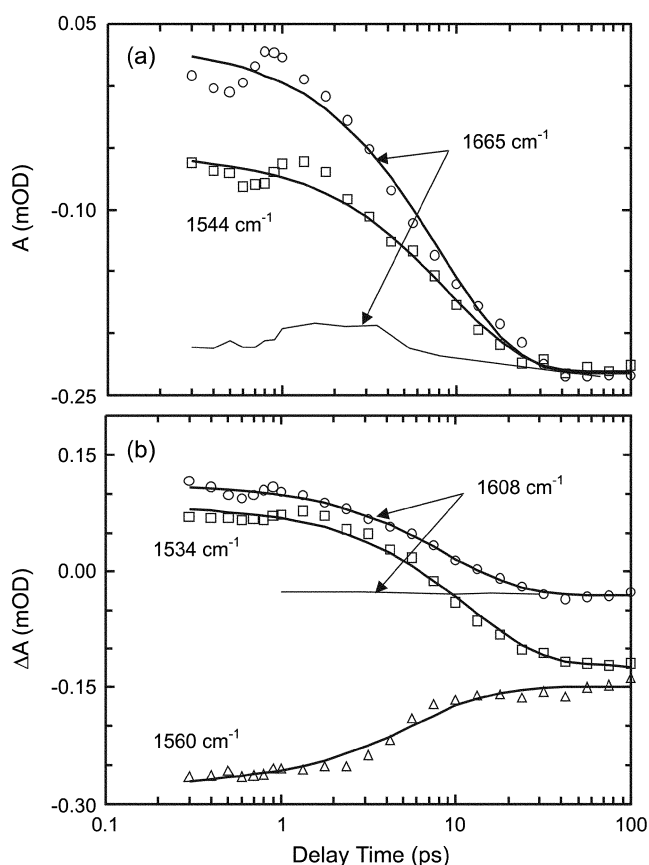 0.05
(a)
1665 cm⁻¹
A (mOD)
-0.10
1544 cm⁻¹
-0.25
(b)
0.15
1608 cm⁻¹
1534 cm⁻¹
0.00
ΔA (mOD)
-0.15
1560 cm⁻¹
-0.30
0.1 1 10 100
Delay Time (ps)